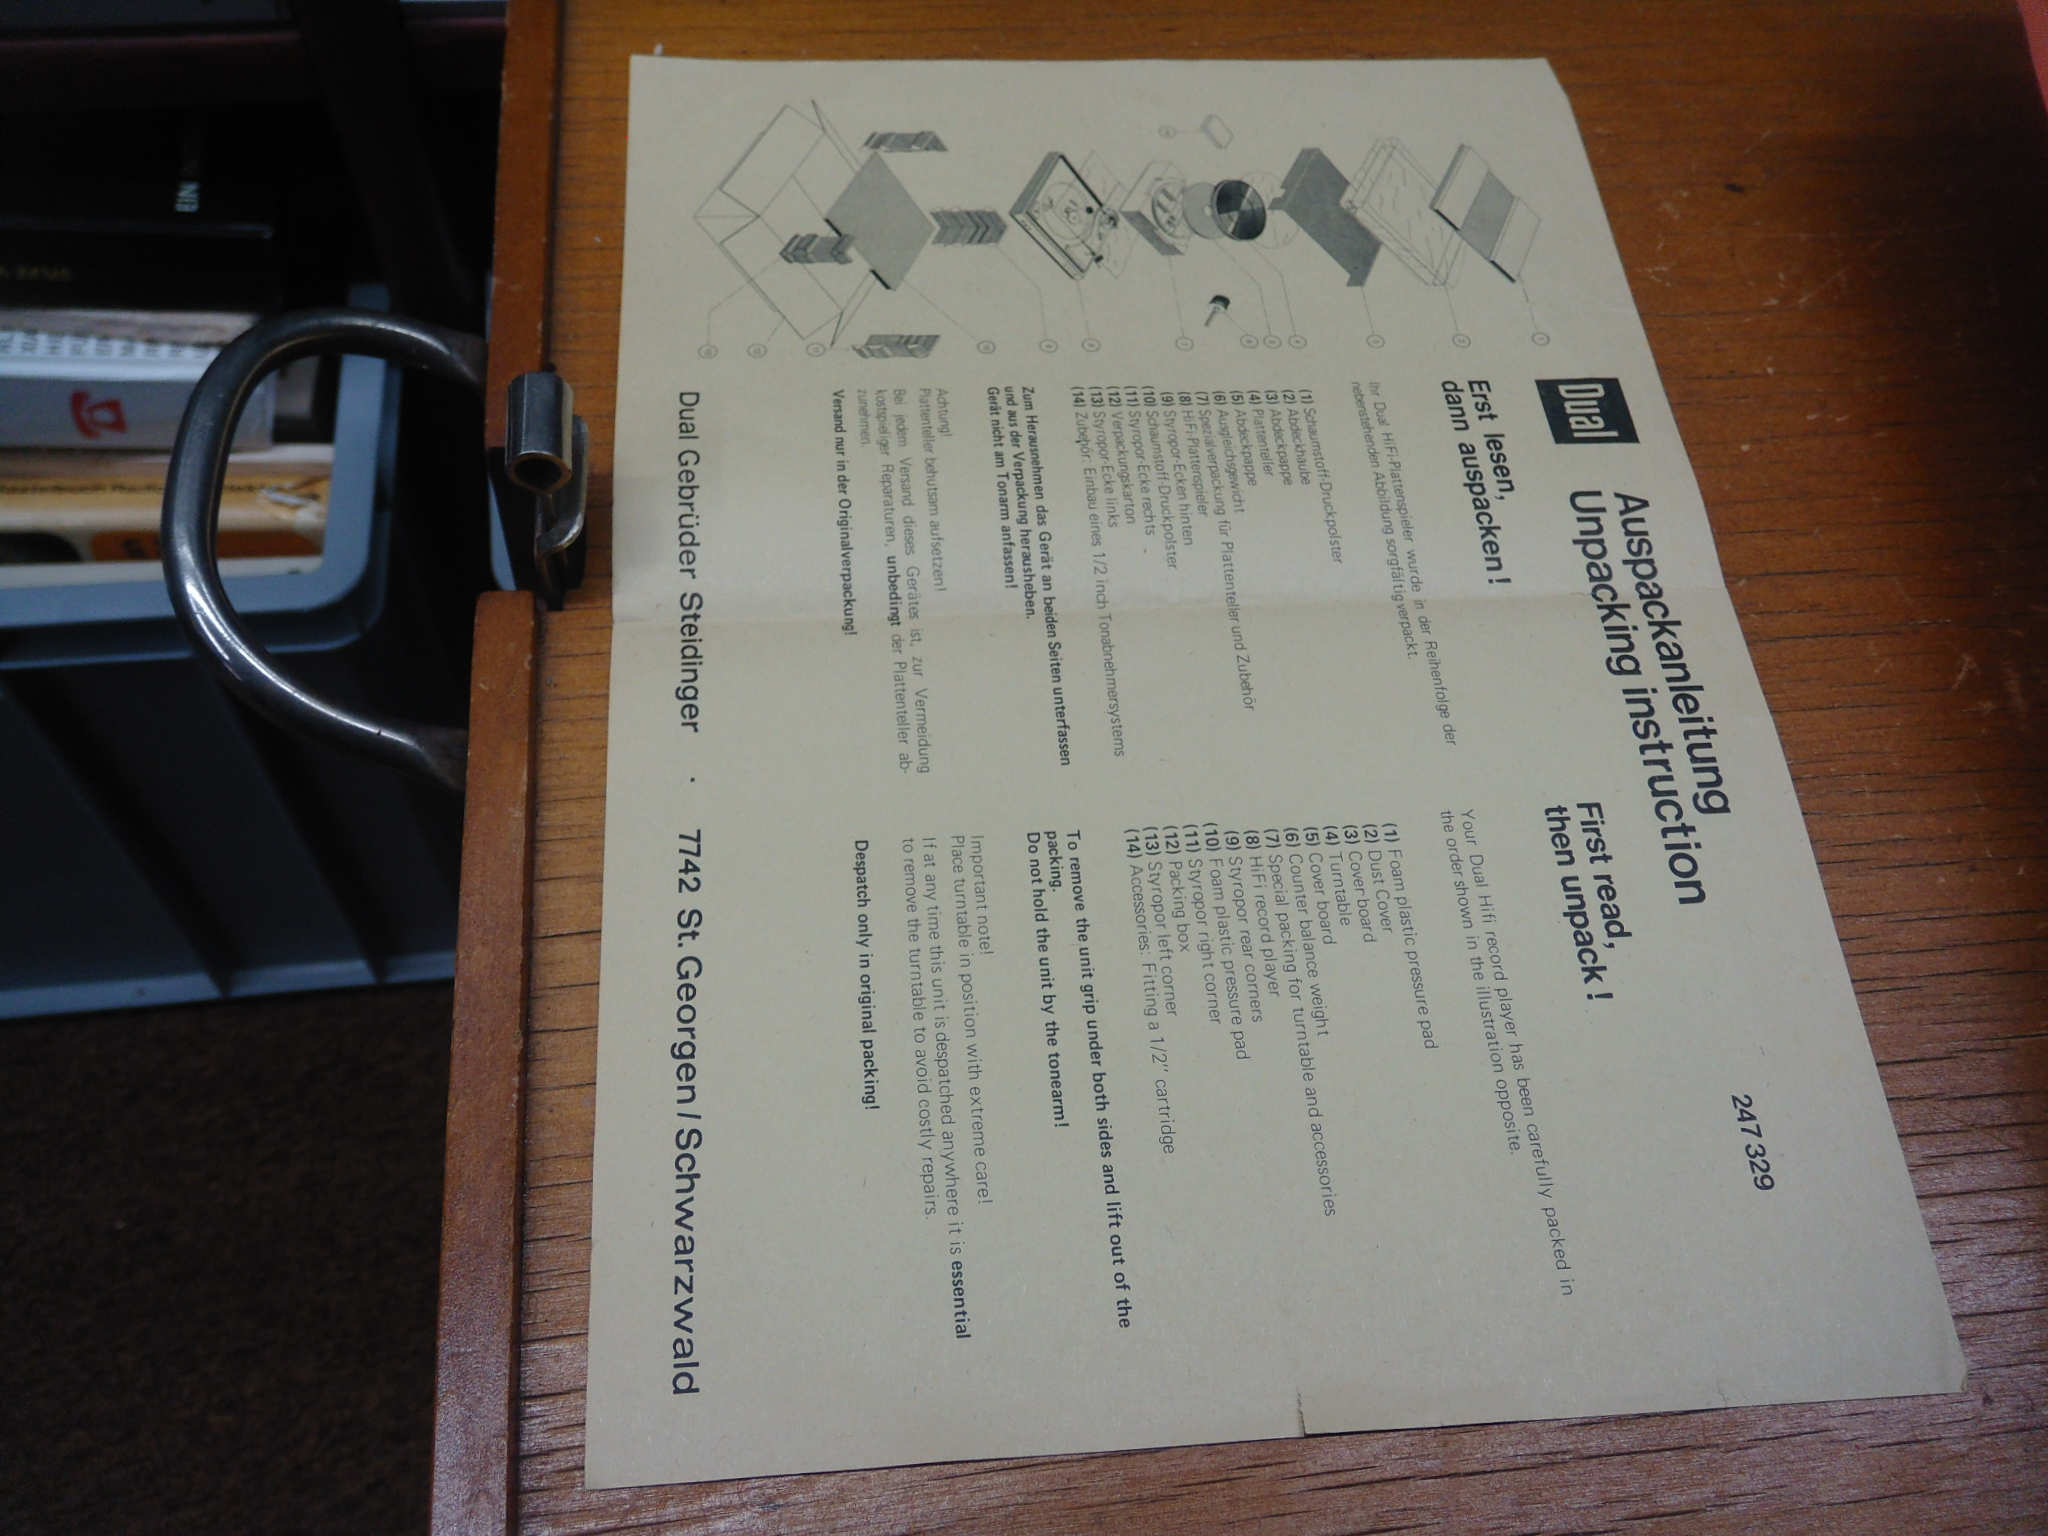 Dual
Auspackanleitung
Unpacking instruction
247 329
Erst lesen,
dann auspacken!
Ihr Dual HiFi-Plattenspieler wurde in der Reihenfolge der
nebenstehenden Abbildung sorgfältig verpackt.
(1) Schaumstoff-Druckpolster
(2) Abdeckhaube
(3) Abdeckpappe
(4) Plattenteller
(5) Abdeckpappe
(6) Ausgleichsgewicht
(7) Spezialverpackung für Plattenteller und Zubehör
(8) HiFi-Plattenspieler
(9) Styropor-Ecken hinten
(10) Schaumstoff-Druckpolster
(11) Styropor-Ecke rechts
(12) Verpackungskarton
(13) Styropor-Ecke links
(14) Zubehör: Einbau eines 1/2 inch Tonabnehmersystems
Zum Herausnehmen das Gerät an beiden Seiten unterfassen
und aus der Verpackung herausheben.
Gerät nicht am Tonarm anfassen!
Achtung!
Plattenteller behutsam aufsetzen!
Bei jedem Versand dieses Gerätes ist, zur Vermeidung
kostspieliger Reparaturen, unbedingt der Plattenteller ab-
zunehmen.
Versand nur in der Originalverpackung!
First read,
then unpack!
Your Dual Hifi record player has been carefully packed in
the order shown in the illustration opposite.
(1) Foam plastic pressure pad
(2) Dust Cover
(3) Cover board
(4) Turntable
(5) Cover board
(6) Counter balance weight
(7) Special packing for turntable and accessories
(8) HiFi record player
(9) Styropor rear corners
(10) Foam plastic pressure pad
(11) Styropor right corner
(12) Packing box
(13) Styropor left corner
(14) Accessories: Fitting a 1/2" cartridge
To remove the unit grip under both sides and lift out of the
packing.
Do not hold the unit by the tonearm!
Important note!
Place turntable in position with extreme care!
If at any time this unit is despatched anywhere it is essential
to remove the turntable to avoid costly repairs.
Despatch only in original packing!
Dual Gebrüder Steidinger · 7742 St. Georgen/Schwarzwald